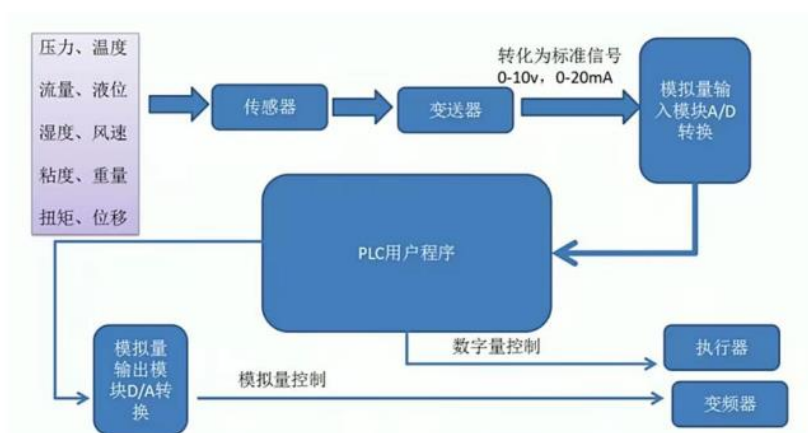 压力、温度
流量、液位
湿度、风速
粘度、重量
扭矩、位移
传感器
变送器
转化为标准信号
0-10v，0-20mA
模拟量输
入模块A/D
转换
PLC用户程序
数字量控制
执行器
模拟量
输出模
块D/A转
换
模拟量控制
变频器